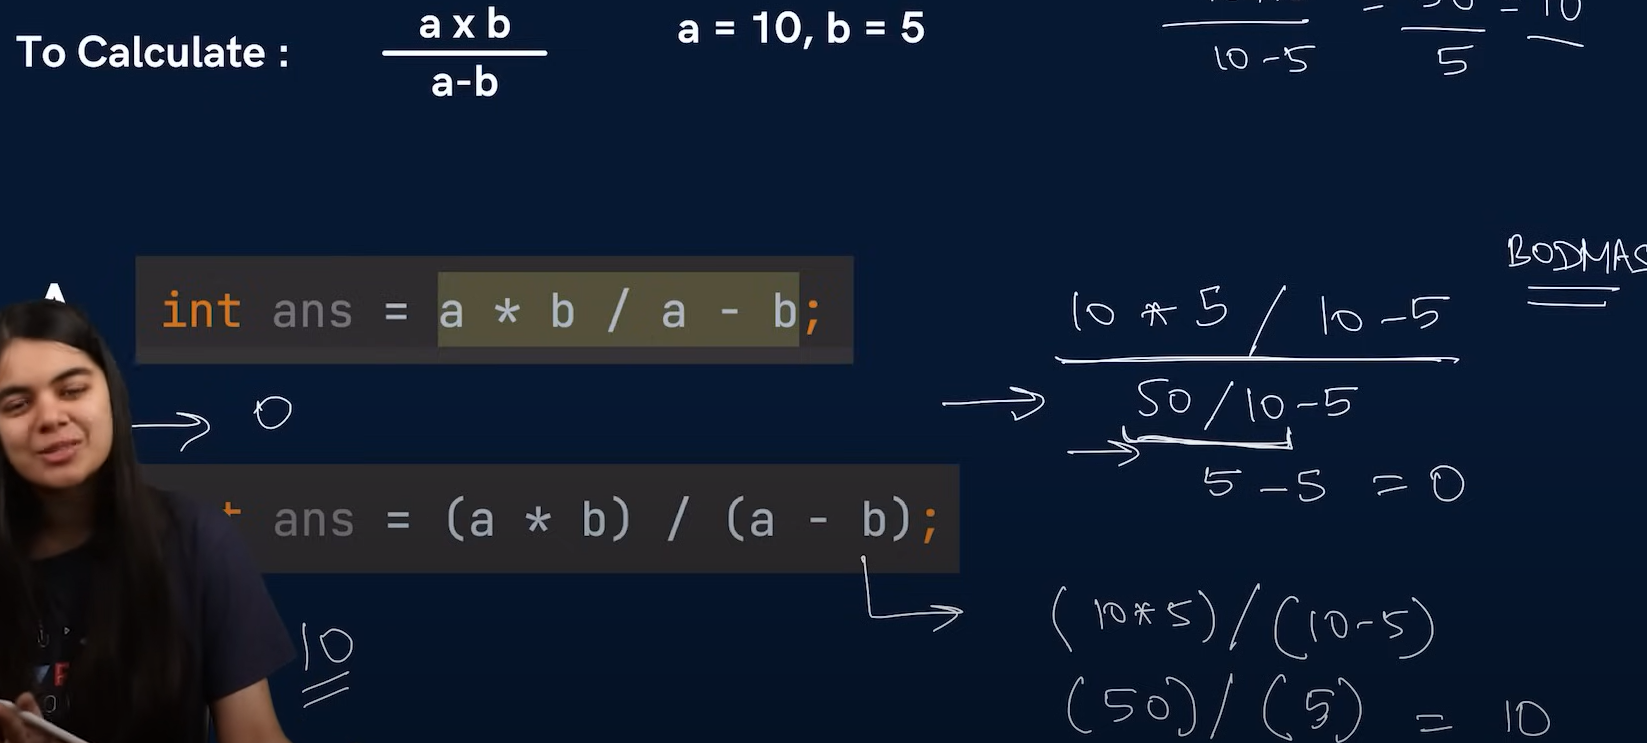 To Calculate :
a x b
a-b
a = 10, b = 5
10-5
=
5
= 10
BODMAS
int ans = a * b / a - b;
10 * 5 / 10 - 5
→ 0
→ 50/10-5
→ 5 - 5 = 0
ans = (a * b) / (a - b);
(10*5)/(10-5)
10
(50)/(5) = 10